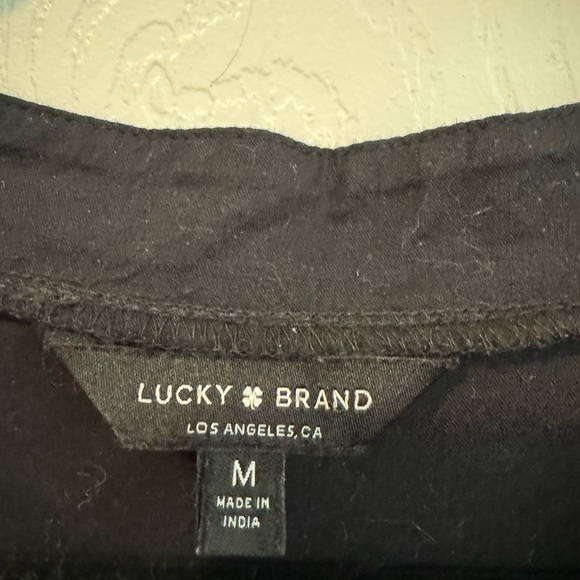 LUCKY BRAND
LOS ANGELES, CA
M
MADE IN
INDIA